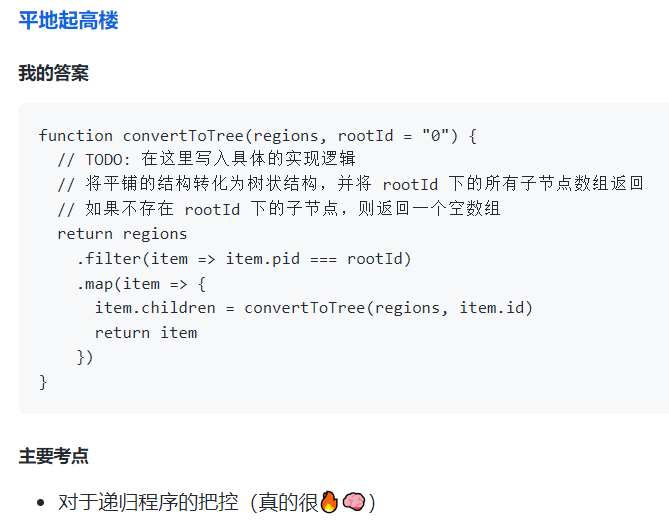 平地起高楼
我的答案
function convertToTree(regions, rootId = "0") {
  // TODO: 在这里写入具体的实现逻辑
  // 将平铺的结构转化为树状结构，并将 rootId 下的所有子节点数组返回
  // 如果不存在 rootId 下的子节点，则返回一个空数组
  return regions
    .filter(item => item.pid === rootId)
    .map(item => {
      item.children = convertToTree(regions, item.id)
      return item
    })
}
主要考点
• 对于递归程序的把控（真的很🔥🧠）